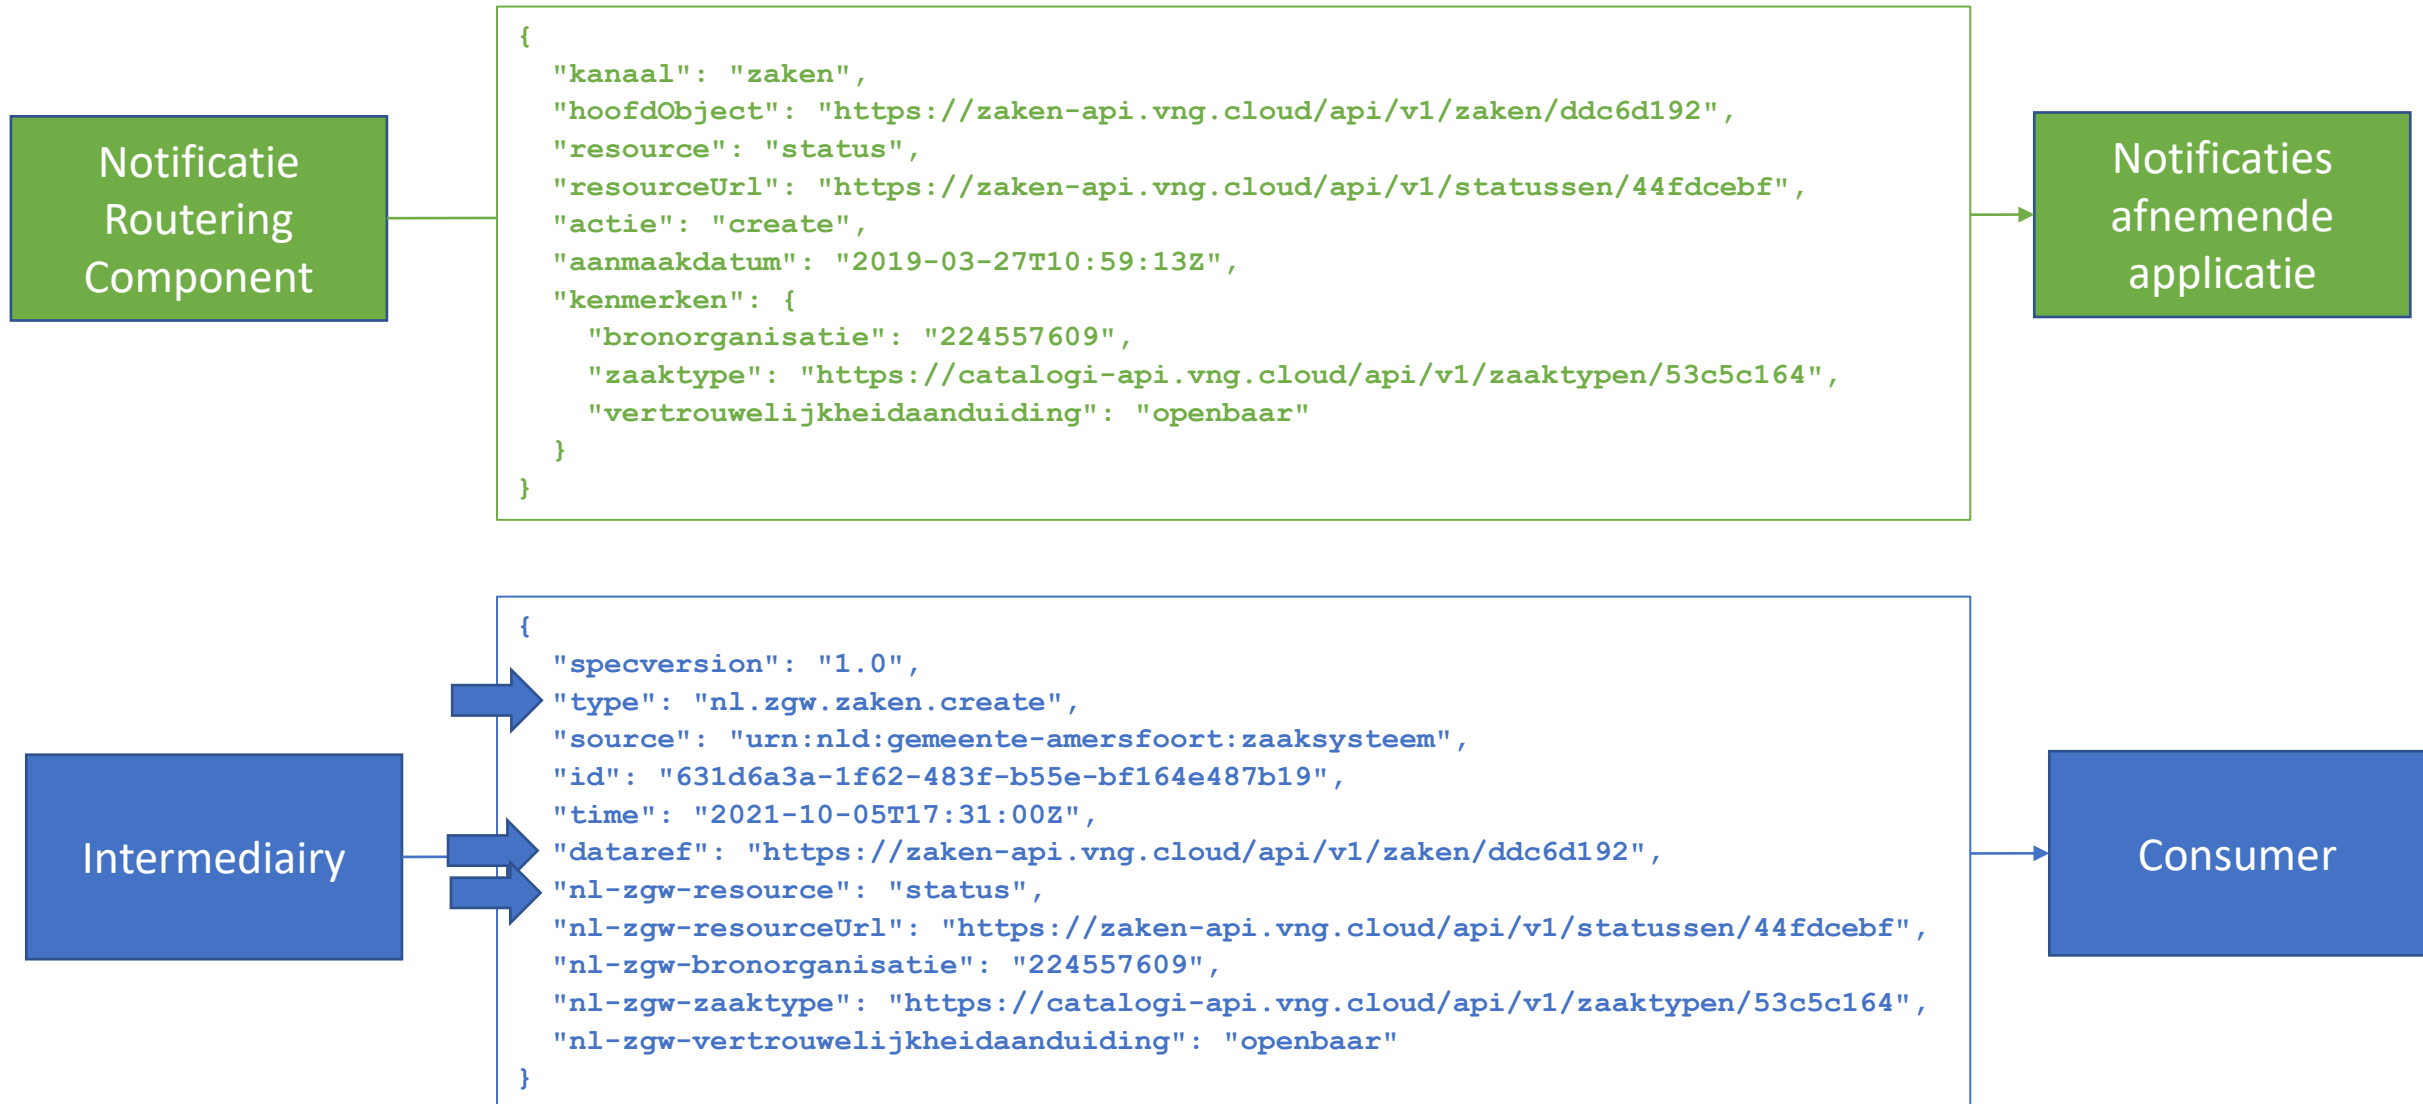 Notificatie
Routering
Component
{
"kanaal": "zaken",
"hoofdObject": "https://zaken-api.vng.cloud/api/v1/zaken/ddc6d192",
"resource": "status",
"resourceUrl": "https://zaken-api.vng.cloud/api/v1/statussen/44fdcebf",
"actie": "create",
"aanmaakdatum": "2019-03-27T10:59:13Z",
"kenmerken": {
"bronorganisatie": "224557609",
"zaaktype": "https://catalogi-api.vng.cloud/api/v1/zaaktypen/53c5c164",
"vertrouwelijkheidaanduiding": "openbaar"
}
}
Notificaties
afnemende
applicatie
Intermediairy
{
"specversion": "1.0",
"type": "nl.zgw.zaken.create",
"source": "urn:nld:gemeente-amersfoort:zaaksysteem",
"id": "631d6a3a-1f62-483f-b55e-bf164e487b19",
"time": "2021-10-05T17:31:00Z",
"dataref": "https://zaken-api.vng.cloud/api/v1/zaken/ddc6d192",
"nl-zgw-resource": "status",
"nl-zgw-resourceUrl": "https://zaken-api.vng.cloud/api/v1/statussen/44fdcebf",
"nl-zgw-bronorganisatie": "224557609",
"nl-zgw-zaaktype": "https://catalogi-api.vng.cloud/api/v1/zaaktypen/53c5c164",
"nl-zgw-vertrouwelijkheidaanduiding": "openbaar"
}
Consumer